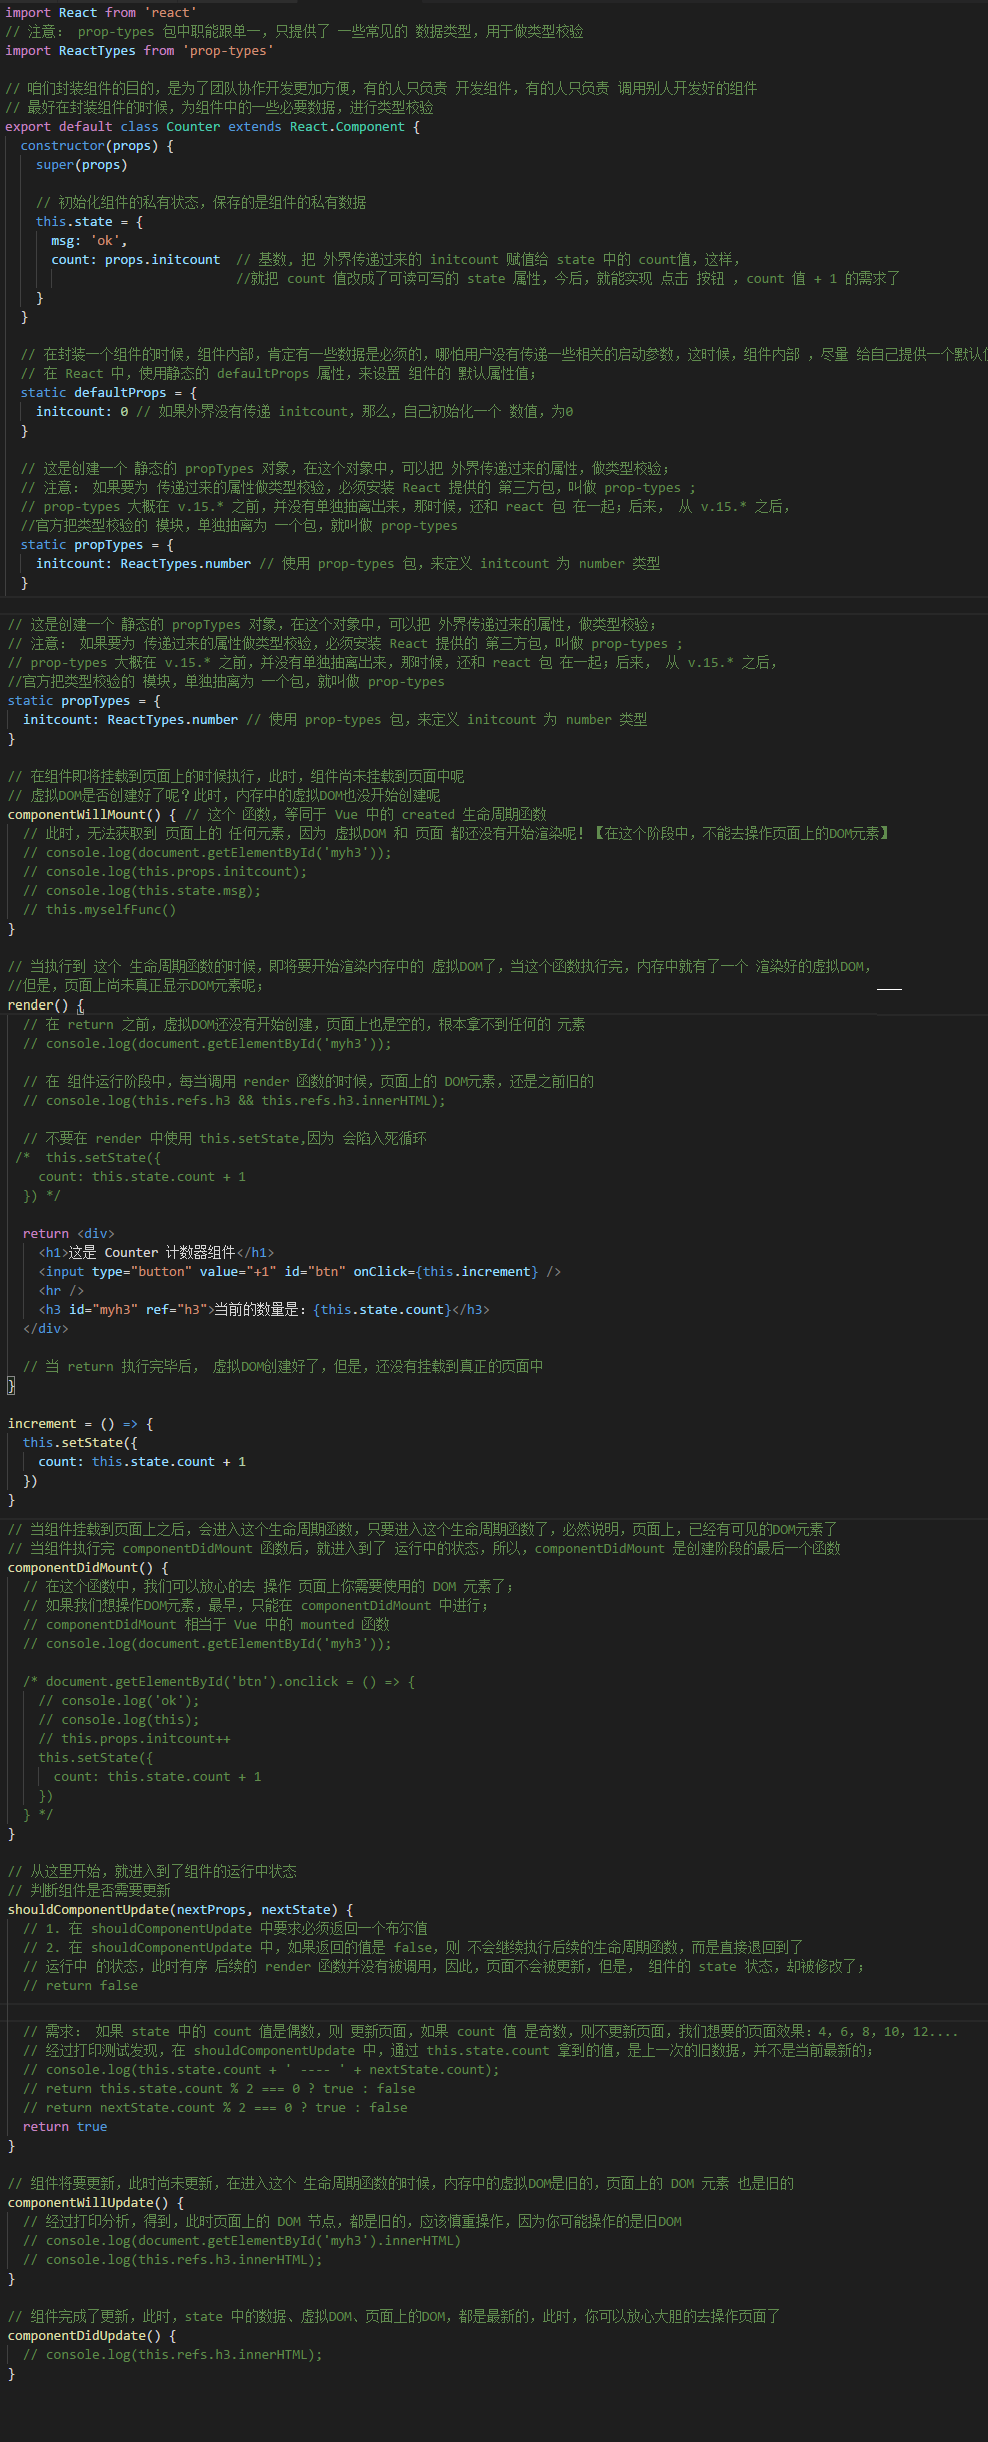 import React from 'react'
// 注意： prop-types 包中职能跟单一，只提供了 一些常见的 数据类型，用于做类型校验
import ReactTypes from 'prop-types'
// 咱们封装组件的目的，是为了团队协作开发更加方便，有的人只负责 开发组件，有的人只负责 调用别人开发好的组件
// 最好在封装组件的时候，为组件中的一些必要数据，进行类型校验
export default class Counter extends React.Component {
constructor(props) {
super(props)
// 初始化组件的私有状态，保存的是组件的私有数据
this.state = {
msg: 'ok',
count: props.initcount // 基数, 把 外界传递过来的 initcount 赋值给 state 中的 count值，这样，
//就把 count 值改成了可读可写的 state 属性，今后，就能实现 点击 按钮 ，count 值 + 1 的需求了
}
}
// 在封装一个组件的时候，组件内部，肯定有一些数据是必须的，哪怕用户没有传递一些相关的启动参数，这时候，组件内部 ，尽量 给自己提供一个默认
// 在 React 中，使用静态的 defaultProps 属性，来设置 组件的 默认属性值；
static defaultProps = {
initcount: 0 // 如果外界没有传递 initcount，那么，自己初始化一个 数值，为0
}
// 这是创建一个 静态的 propTypes 对象，在这个对象中，可以把 外界传递过来的属性，做类型校验；
// 注意： 如果要为 传递过来的属性做类型校验，必须安装 React 提供的 第三方包，叫做 prop-types ;
// prop-types 大概在 v.15.* 之前，并没有单独抽离出来，那时候，还和 react 包 在一起；后来， 从 v.15.* 之后，
//官方把类型校验的 模块，单独抽离为 一个包，就叫做 prop-types
static propTypes = {
initcount: ReactTypes.number // 使用 prop-types 包，来定义 initcount 为 number 类型
}
// 这是创建一个 静态的 propTypes 对象，在这个对象中，可以把 外界传递过来的属性，做类型校验；
// 注意： 如果要为 传递过来的属性做类型校验，必须安装 React 提供的 第三方包，叫做 prop-types ;
// prop-types 大概在 v.15.* 之前，并没有单独抽离出来，那时候，还和 react 包 在一起；后来， 从 v.15.* 之后，
//官方把类型校验的 模块，单独抽离为 一个包，就叫做 prop-types
static propTypes = {
initcount: ReactTypes.number // 使用 prop-types 包，来定义 initcount 为 number 类型
}
// 在组件即将挂载到页面上的时候执行，此时，组件尚未挂载到页面中呢
// 虚拟DOM是否创建好了呢？此时，内存中的虚拟DOM也没开始创建呢
componentWillMount() { // 这个 函数，等同于 Vue 中的 created 生命周期函数
// 此时，无法获取到 页面上的 任何元素，因为 虚拟DOM 和 页面 都还没有开始渲染呢！【在这个阶段中，不能去操作页面上的DOM元素】
// console.log(document.getElementById('myh3'));
// console.log(this.props.initcount);
// console.log(this.state.msg);
// this.myselfFunc()
}
// 当执行到 这个 生命周期函数的时候，即将要开始渲染内存中的 虚拟DOM了，当这个函数执行完，内存中就有了一个 渲染好的虚拟DOM，
//但是，页面上尚未真正显示DOM元素呢；
render() {
// 在 return 之前，虚拟DOM还没有开始创建，页面上也是空的，根本拿不到任何的 元素
// console.log(document.getElementById('myh3'));
// 在 组件运行阶段中，每当调用 render 函数的时候，页面上的 DOM元素，还是之前旧的
// console.log(this.refs.h3 && this.refs.h3.innerHTML);
// 不要在 render 中使用 this.setState,因为 会陷入死循环
/* this.setState({
count: this.state.count + 1
}) */
return <div>
<h1>这是 Counter 计数器组件</h1>
<input type="button" value="+1" id="btn" onClick={this.increment} />
<hr />
<h3 id="myh3" ref="h3">当前的数量是：{this.state.count}</h3>
</div>
// 当 return 执行完毕后， 虚拟DOM创建好了，但是，还没有挂载到真正的页面中
}
increment = () => {
this.setState({
count: this.state.count + 1
})
}
// 当组件挂载到页面上之后，会进入这个生命周期函数，只要进入这个生命周期函数了，必然说明，页面上，已经有可见的DOM元素了
// 当组件执行完 componentDidMount 函数后，就进入到了 运行中的状态，所以，componentDidMount 是创建阶段的最后一个函数
componentDidMount() {
// 在这个函数中，我们可以放心的去 操作 页面上你需要使用的 DOM 元素了；
// 如果我们想操作DOM元素，最早，只能在 componentDidMount 中进行；
// componentDidMount 相当于 Vue 中的 mounted 函数
// console.log(document.getElementById('myh3'));
/* document.getElementById('btn').onclick = () => {
// console.log('ok');
// console.log(this);
// this.props.initcount++
this.setState({
count: this.state.count + 1
})
} */
}
// 从这里开始，就进入到了组件的运行中状态
// 判断组件是否需要更新
shouldComponentUpdate(nextProps, nextState) {
// 1. 在 shouldComponentUpdate 中要求必须返回一个布尔值
// 2. 在 shouldComponentUpdate 中，如果返回的值是 false，则 不会继续执行后续的生命周期函数，而是直接退回到了
// 运行中 的状态，此时有序 后续的 render 函数并没有被调用，因此，页面不会被更新，但是， 组件的 state 状态，却被修改了；
// return false
// 需求： 如果 state 中的 count 值是偶数，则 更新页面，如果 count 值 是奇数，则不更新页面，我们想要的的页面效果：4，6，8，10，12....
// 经过打印测试发现，在 shouldComponentUpdate 中，通过 this.state.count 拿到的值，是上一次的旧数据，并不是当前最新的；
// console.log(this.state.count + ' ---- ' + nextState.count);
// return this.state.count % 2 === 0 ? true : false
// return nextState.count % 2 === 0 ? true : false
return true
}
// 组件将要更新，此时尚未更新，在进入这个 生命周期函数的时候，内存中的虚拟DOM是旧的，页面上的 DOM 元素 也是旧的
componentWillUpdate() {
// 经过打印分析，得到，此时页面上的 DOM 节点，都是旧的，应该慎重操作，因为你可能操作的是旧DOM
// console.log(document.getElementById('myh3').innerHTML)
// console.log(this.refs.h3.innerHTML);
}
// 组件完成了更新，此时，state 中的数据、虚拟DOM、页面上的DOM，都是最新的，此时，你可以放心大胆的去操作页面了
componentDidUpdate() {
// console.log(this.refs.h3.innerHTML);
}